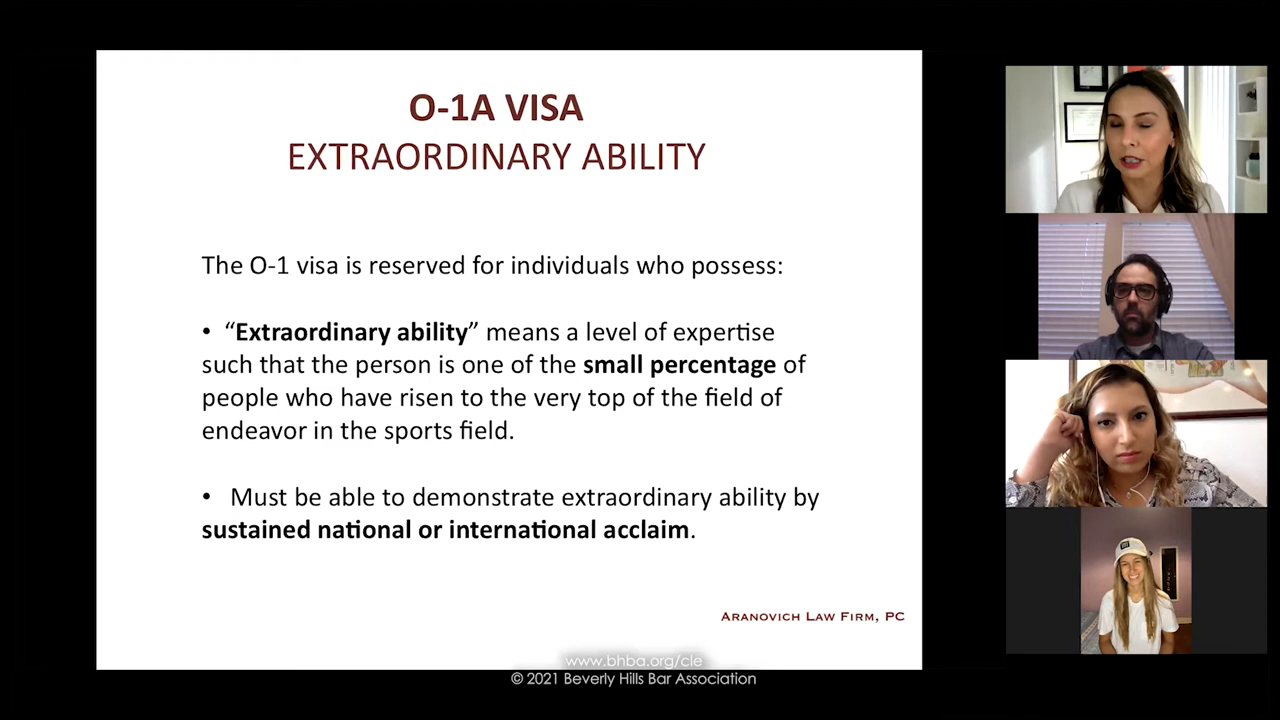 O-1A VISA
EXTRAORDINARY ABILITY
The O-1 visa is reserved for individuals who possess:
• “Extraordinary ability” means a level of expertise
such that the person is one of the small percentage of
people who have risen to the very top of the field of
endeavor in the sports field.
• Must be able to demonstrate extraordinary ability by
sustained national or international acclaim.
ARANOVICH LAW FIRM, PC
www.bhba.org/cle
© 2021 Beverly Hills Bar Association